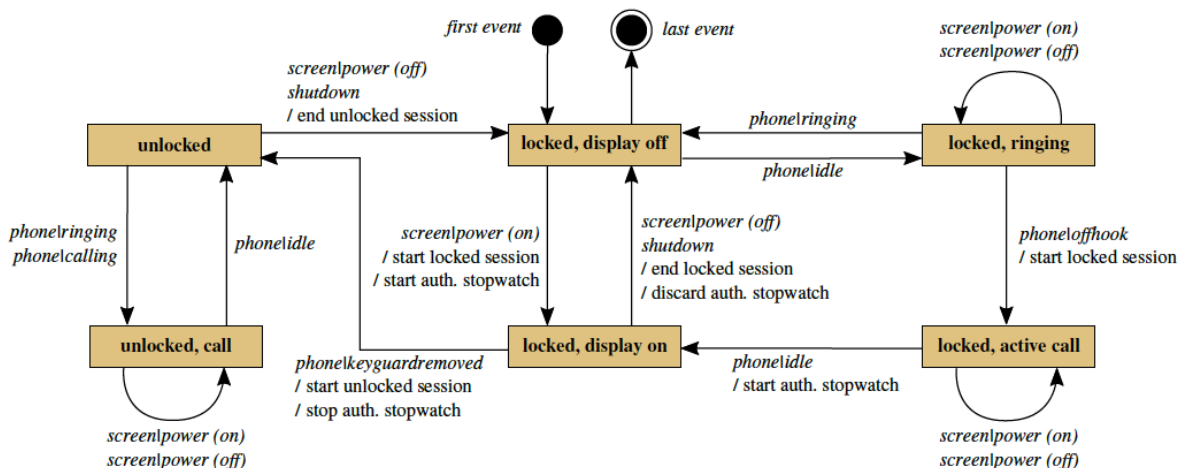 first event
last event
screen|power (on)
screen|power (off)
screen|power (off)
shutdown
/ end unlocked session
unlocked
locked, display off
phone|ringing
locked, ringing
phone|idle
phone|ringing
phone|calling
phone|idle
screen|power (on)
/ start locked session
/ start auth. stopwatch
screen|power (off)
shutdown
/ end locked session
/ discard auth. stopwatch
phone|offhook
/ start locked session
unlocked, call
locked, display on
locked, active call
phone|keyguardremoved
/ start unlocked session
/ stop auth. stopwatch
phone|idle
/ start auth. stopwatch
screen|power (on)
screen|power (off)
screen|power (on)
screen|power (off)